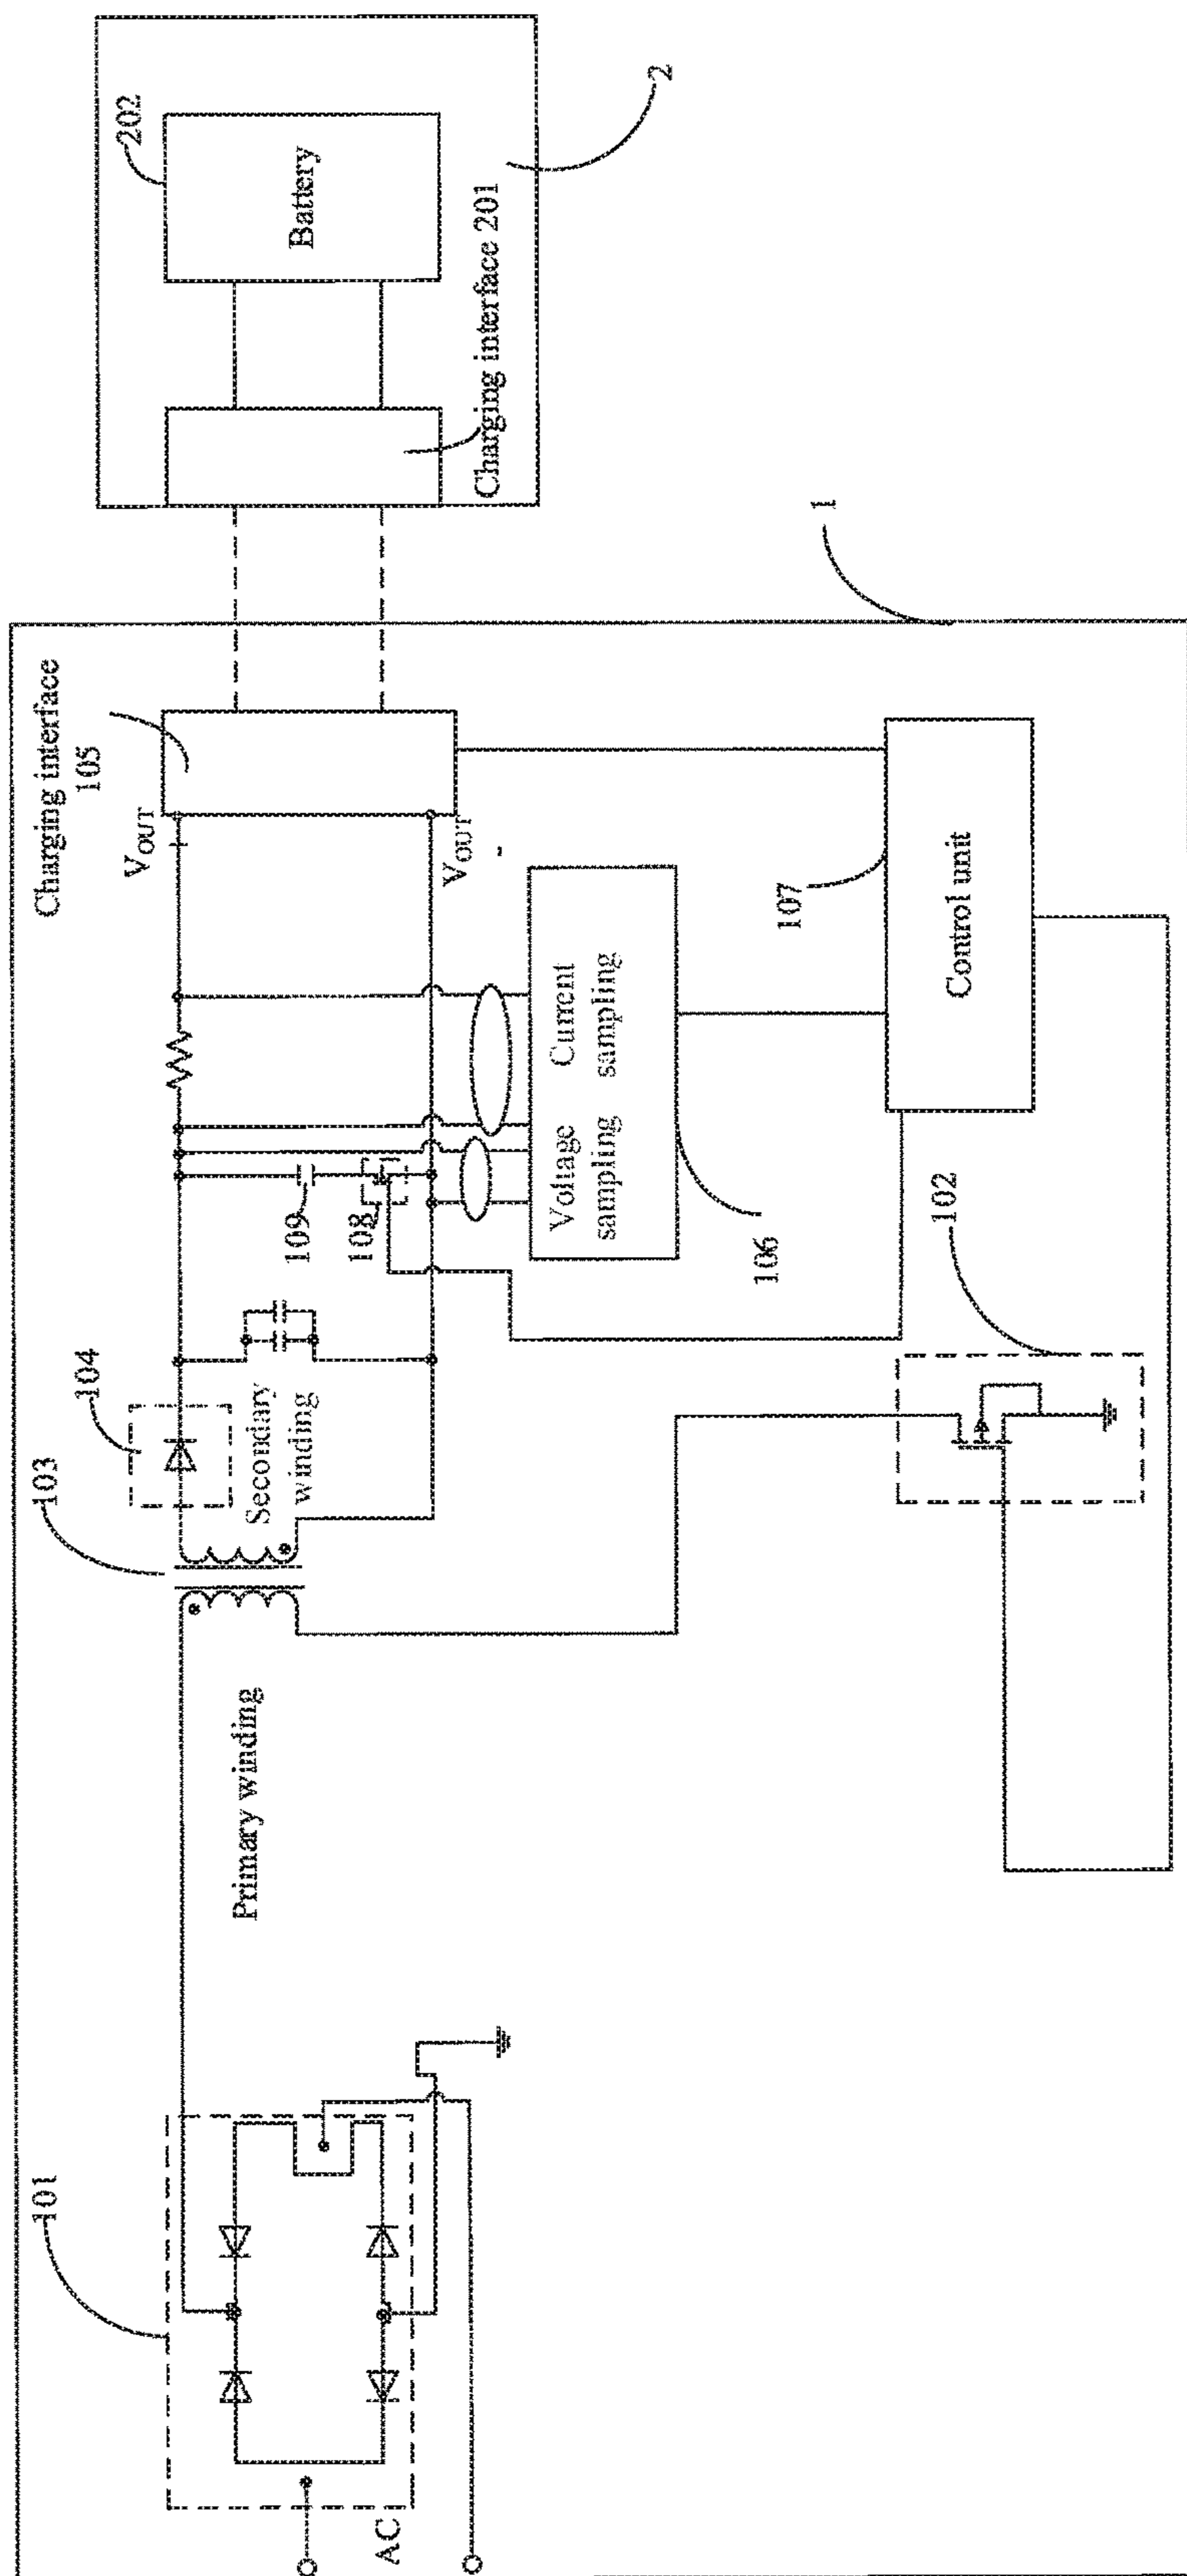 101
AC
Primary winding
103
104
Secondary
winding
109
108
Voltage
sampling
Current
sampling
106
102
Charging interface
105
VOUT
VOUT
-
107
Control unit
1
Charging interface 201
Battery
202
2